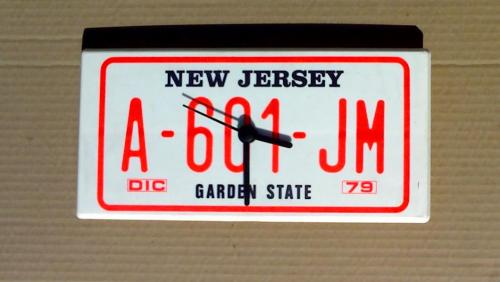 NEW JERSEY
A-601-JM
DIC GARDEN STATE 79